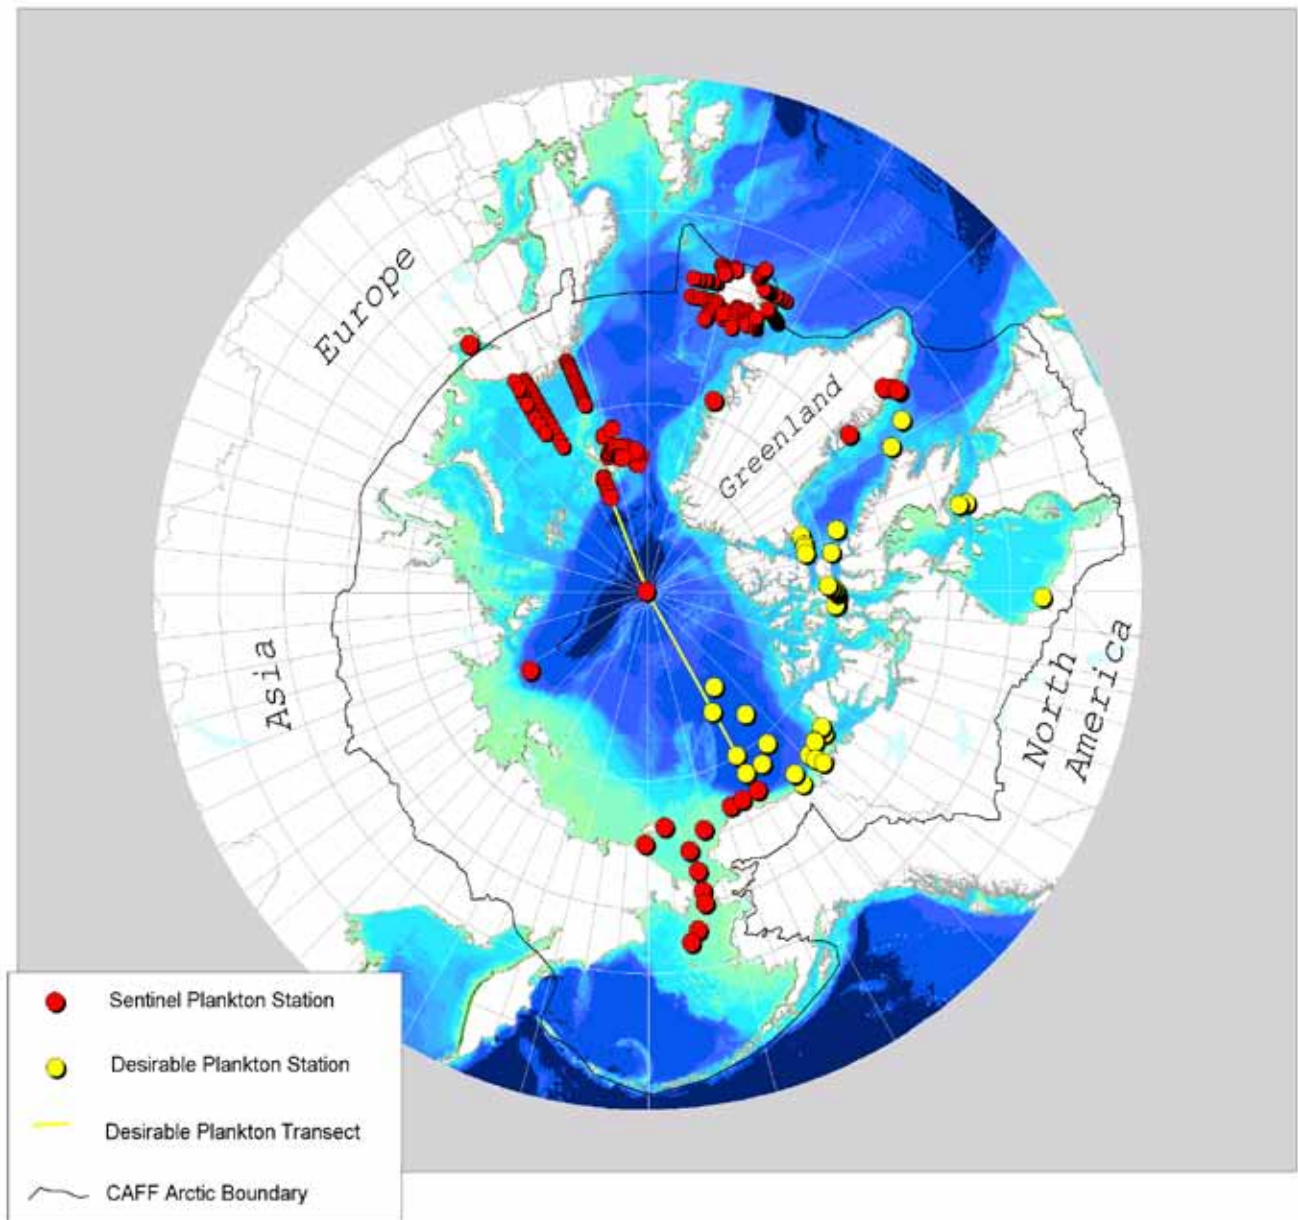 Europe
Greenland
Asia
North
America
Sentinel Plankton Station
Desirable Plankton Station
Desirable Plankton Transect
CAFF Arctic Boundary